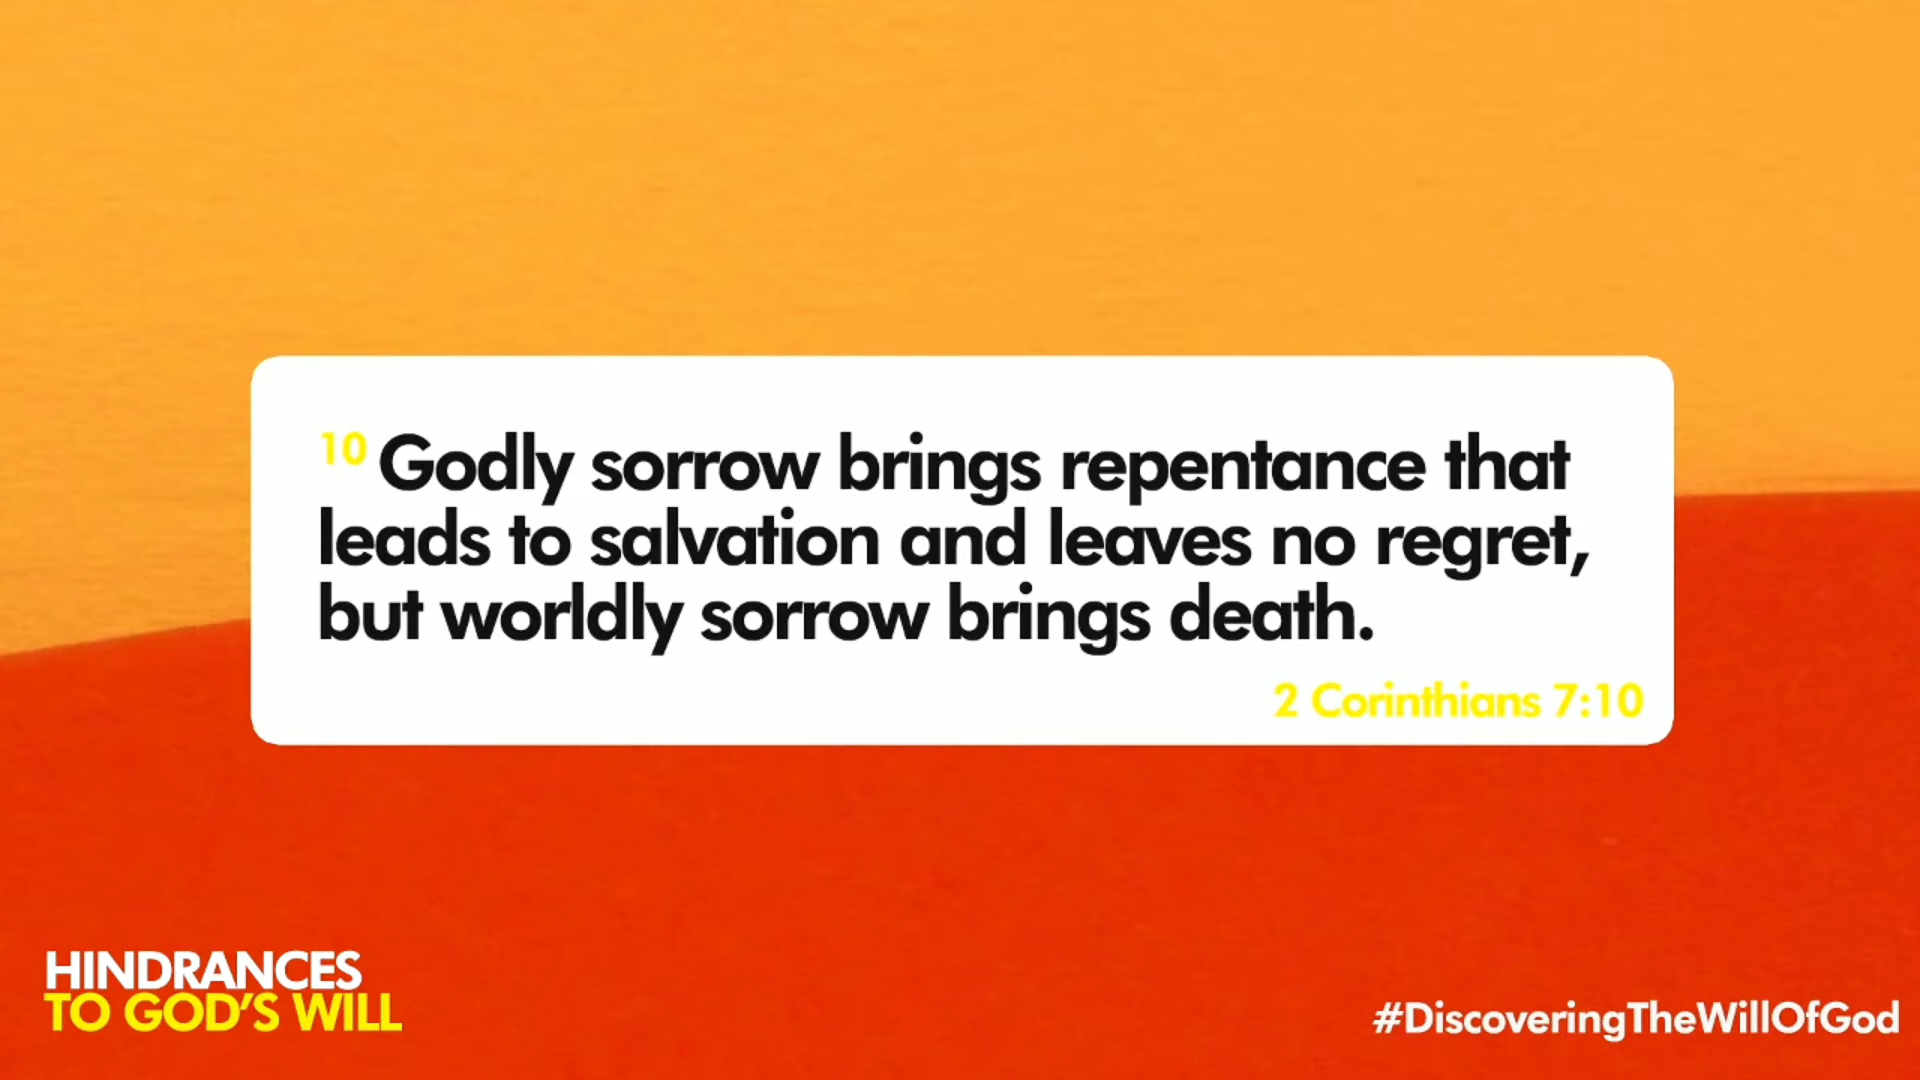 10 Godly sorrow brings repentance that
leads to salvation and leaves no regret,
but worldly sorrow brings death.
2 Corinthians 7:10
HINDRANCES
TO GOD'S WILL
#DiscoveringTheWillOfGod